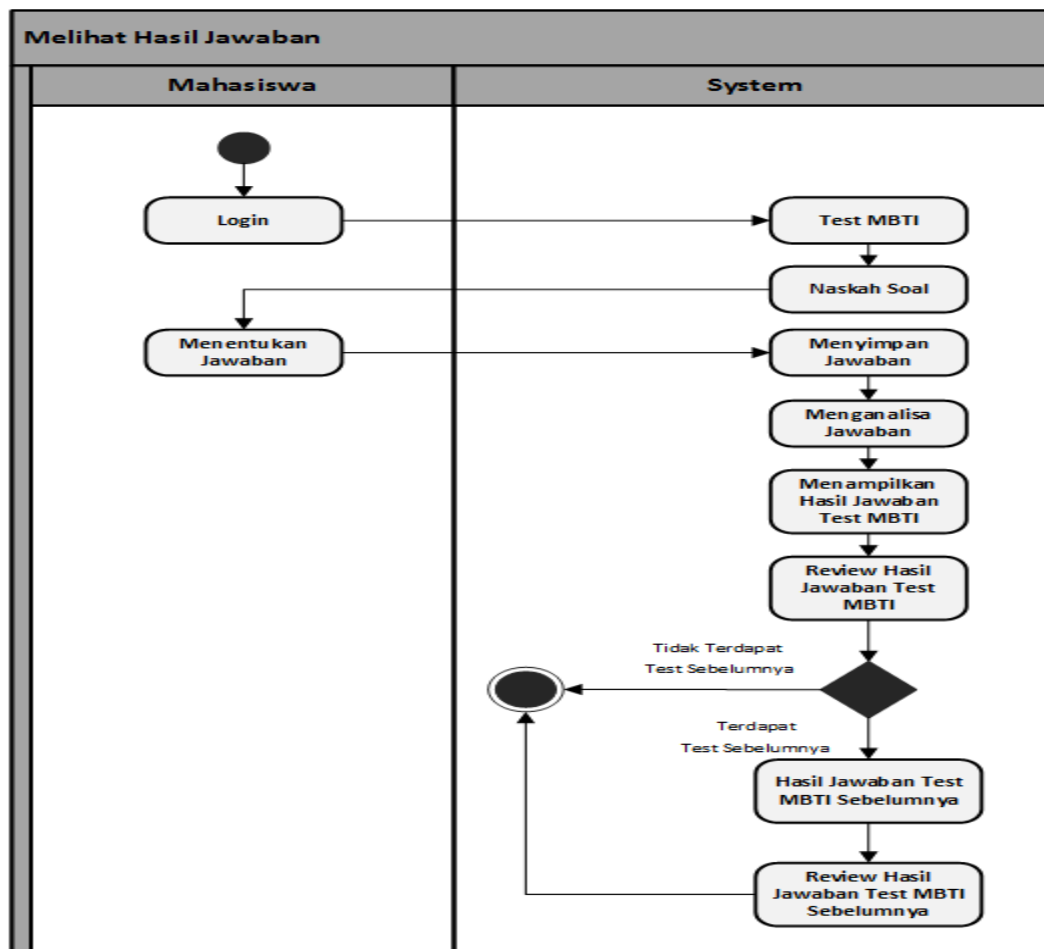 Melihat Hasil Jawaban
Mahasiswa
System
Login
Test MBTI
Naskah Soal
Menentukan
Jawaban
Menyimpan
Jawaban
Menganalisa
Jawaban
Menampilkan
Hasil Jawaban
Test MBTI
Review Hasil
Jawaban Test
MBTI
Tidak Terdapat
Test Sebelumnya
Terdapat
Test Sebelumnya
Hasil Jawaban Test
MBTI Sebelumnya
Review Hasil
Jawaban Test MBTI
Sebelumnya